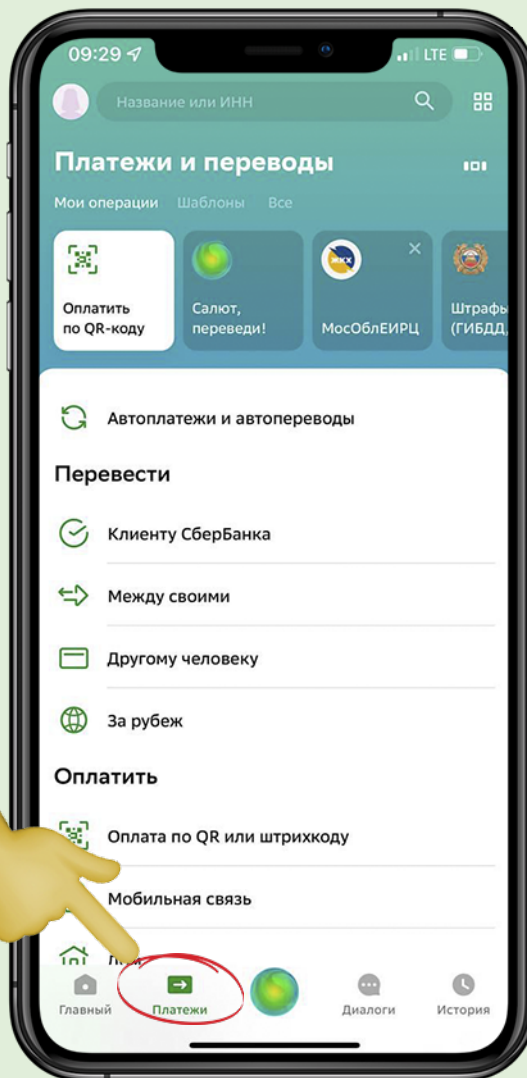 09:29
LTE
Название или ИНН
Платежи и переводы
Мои операции Шаблоны Все
Оплатить
по QR-коду
Салют,
переведи!
ЖКХ
МосОблЕИРЦ
Штрафы
(ГИБДД,
Автоплатежи и автопереводы
Перевести
Клиенту СберБанка
Между своими
Другому человеку
За рубеж
Оплатить
Оплата по QR или штрихкоду
Мобильная связь
Главный
Платежи
Диалоги
История